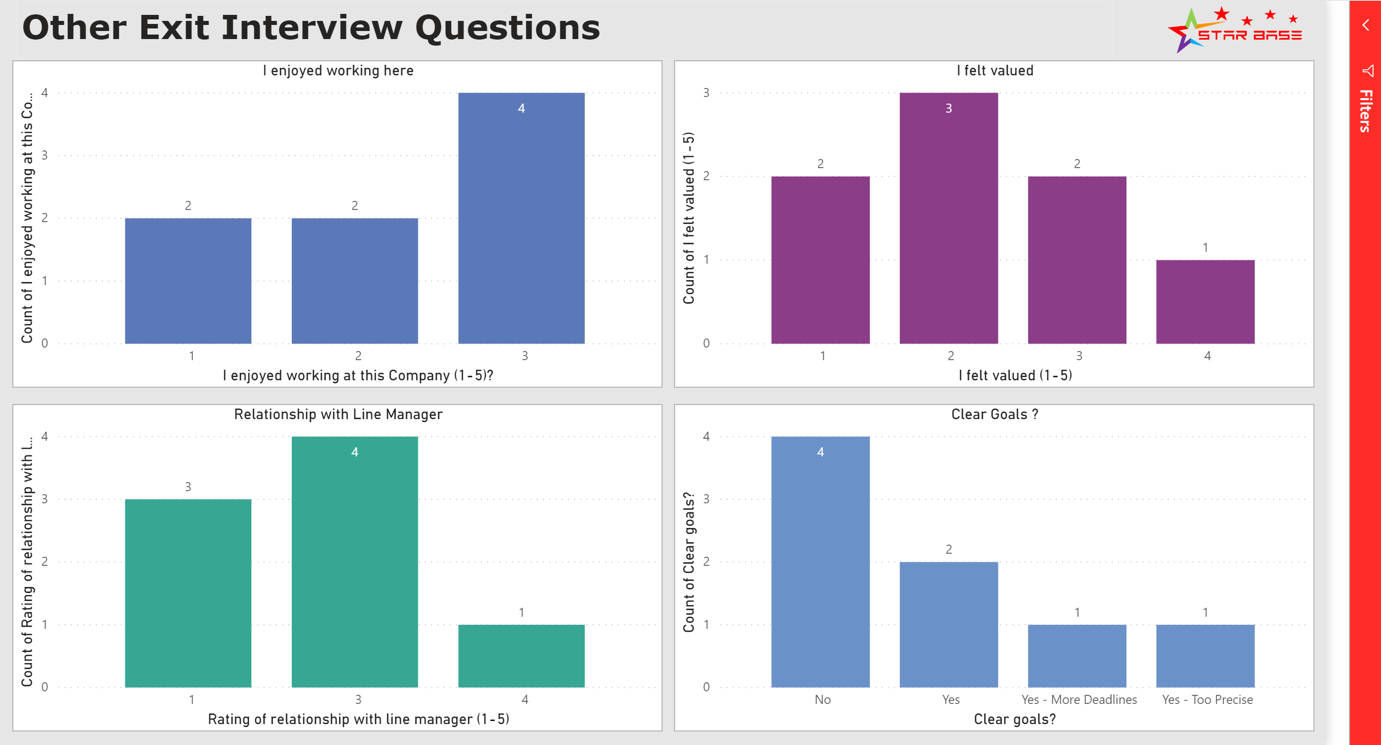 Other Exit Interview Questions
STAR BASE
Filters
I enjoyed working here
Count of I enjoyed working at this Co...
4
3
2
1
0
2
2
4
1
2
3
I enjoyed working at this Company (1-5)?
I felt valued
Count of I felt valued (1-5)
3
2
1
0
2
3
2
1
1
2
3
4
I felt valued (1-5)
Relationship with Line Manager
Count of Rating of relationship with l...
4
3
2
1
0
3
4
1
1
3
4
Rating of relationship with line manager (1-5)
Clear Goals ?
Count of Clear goals?
4
3
2
1
0
4
2
1
1
No
Yes
Yes - More Deadlines
Yes - Too Precise
Clear goals?